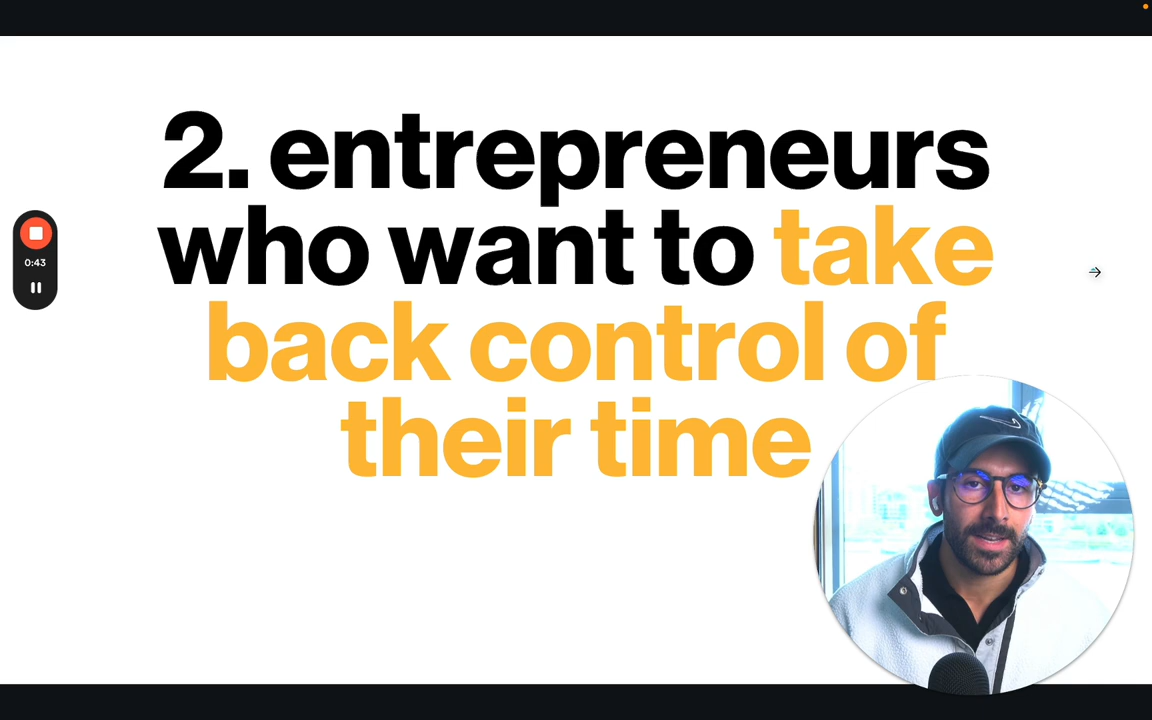 2. entrepreneurs
who want to take
back control of
their time
0:43